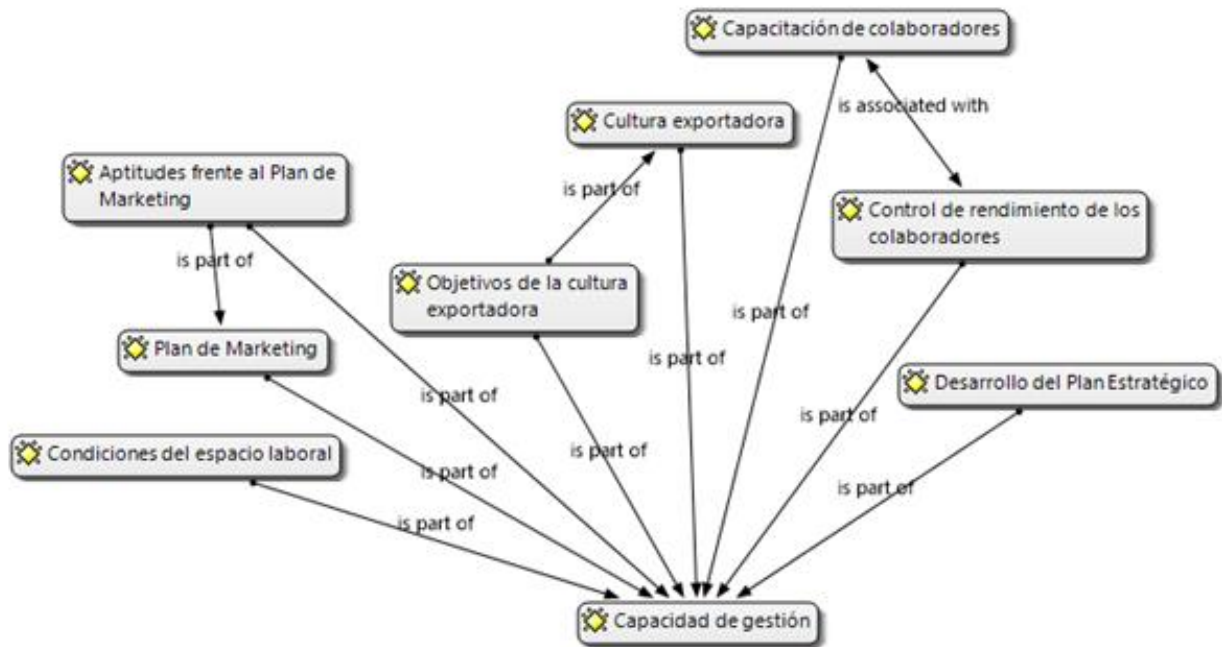 Capacitación de colaboradores
is associated with
Cultura exportadora
Aptitudes frente al Plan de
Marketing
is part of
Control de rendimiento de los
colaboradores
is part of
Objetivos de la cultura
exportadora
is part of
Plan de Marketing
is part of
Desarrollo del Plan Estratégico
is part of
is part of
Condiciones del espacio laboral
is part of
is part of
is part of
is part of
Capacidad de gestión